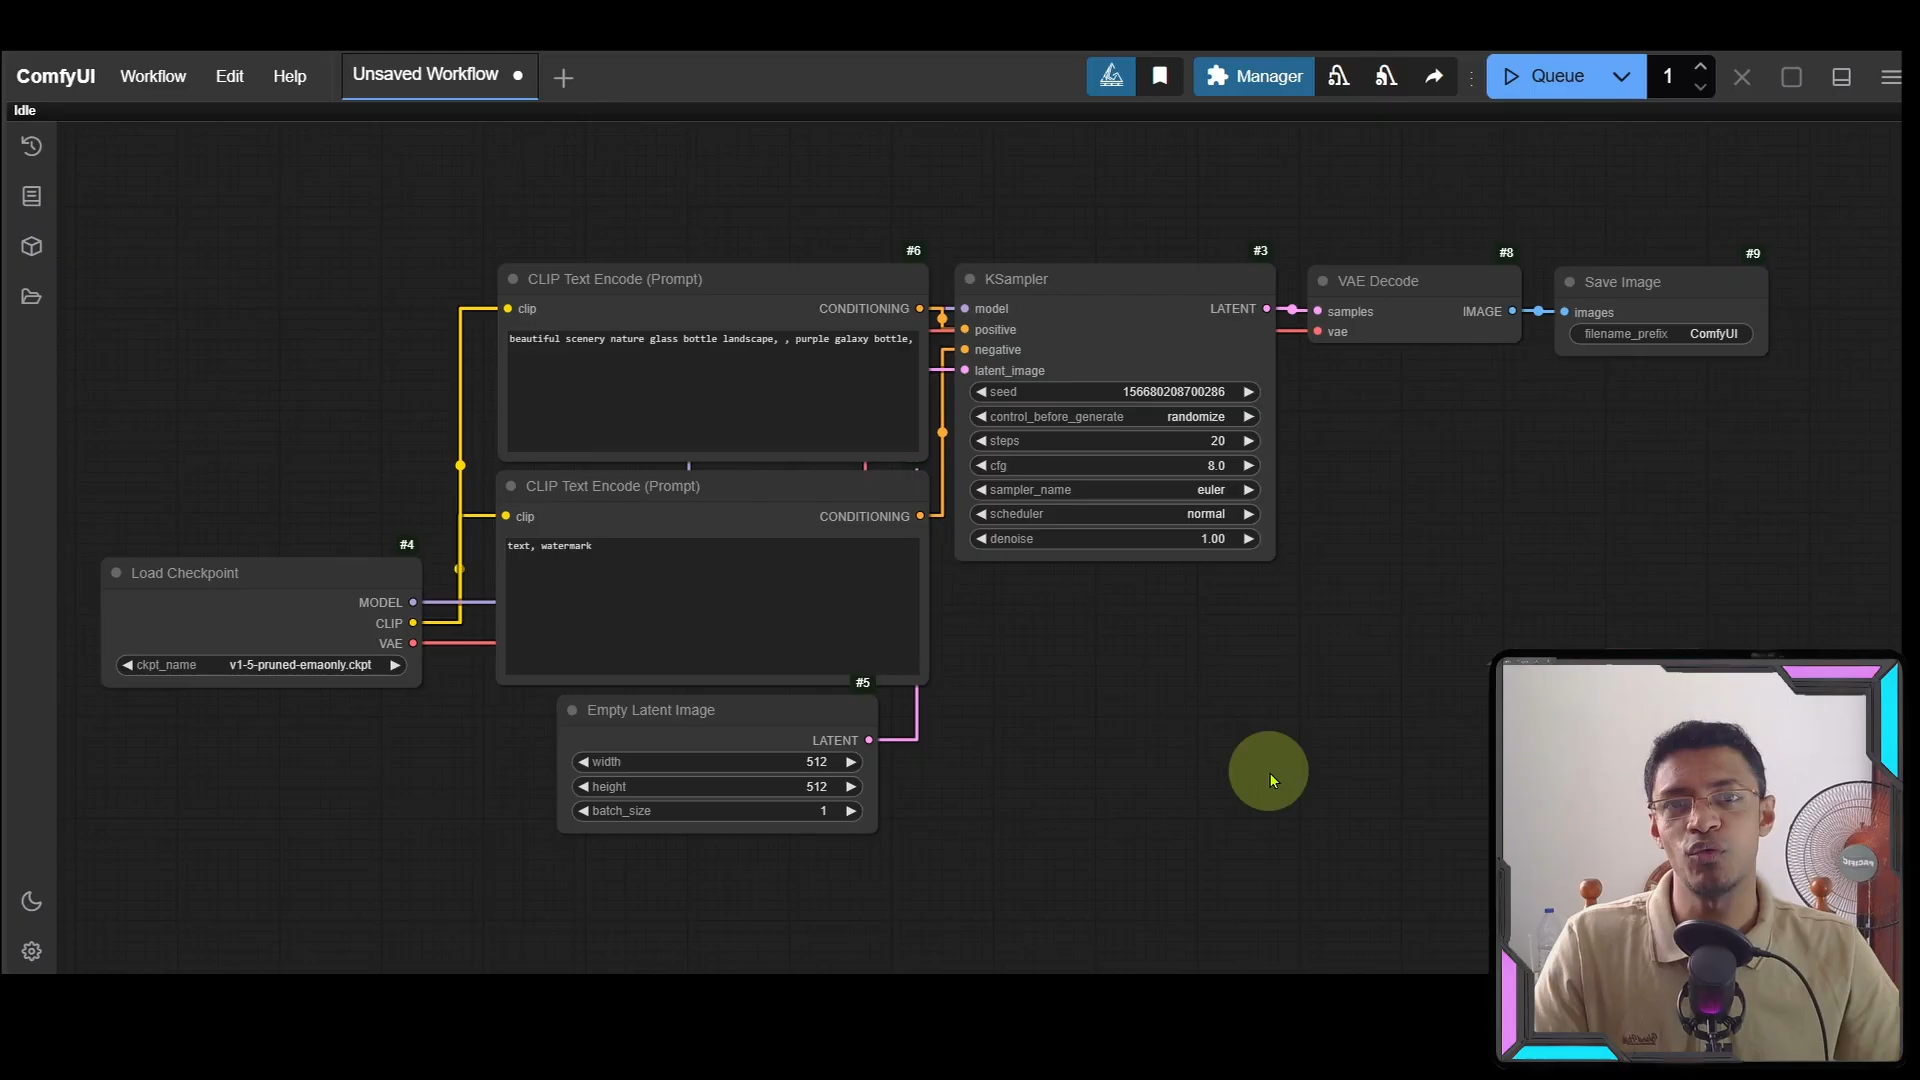 ComfyUI Workflow Edit Help Unsaved Workflow Manager Queue 1
Idle
#6
CLIP Text Encode (Prompt)
clip CONDITIONING
beautiful scenery nature glass bottle landscape, , purple galaxy bottle,
CLIP Text Encode (Prompt)
clip CONDITIONING
text, watermark
#4
Load Checkpoint
MODEL
CLIP
VAE
ckpt_name v1-5-pruned-emaonly.ckpt
#5
Empty Latent Image
LATENT
width 512
height 512
batch_size 1
#3
KSampler
model LATENT
positive
negative
latent_image
seed 156680208700286
control_before_generate randomize
steps 20
cfg 8.0
sampler_name euler
scheduler normal
denoise 1.00
#8
VAE Decode
samples IMAGE
vae
#9
Save Image
images
filename_prefix ComfyUI
PACIFIC